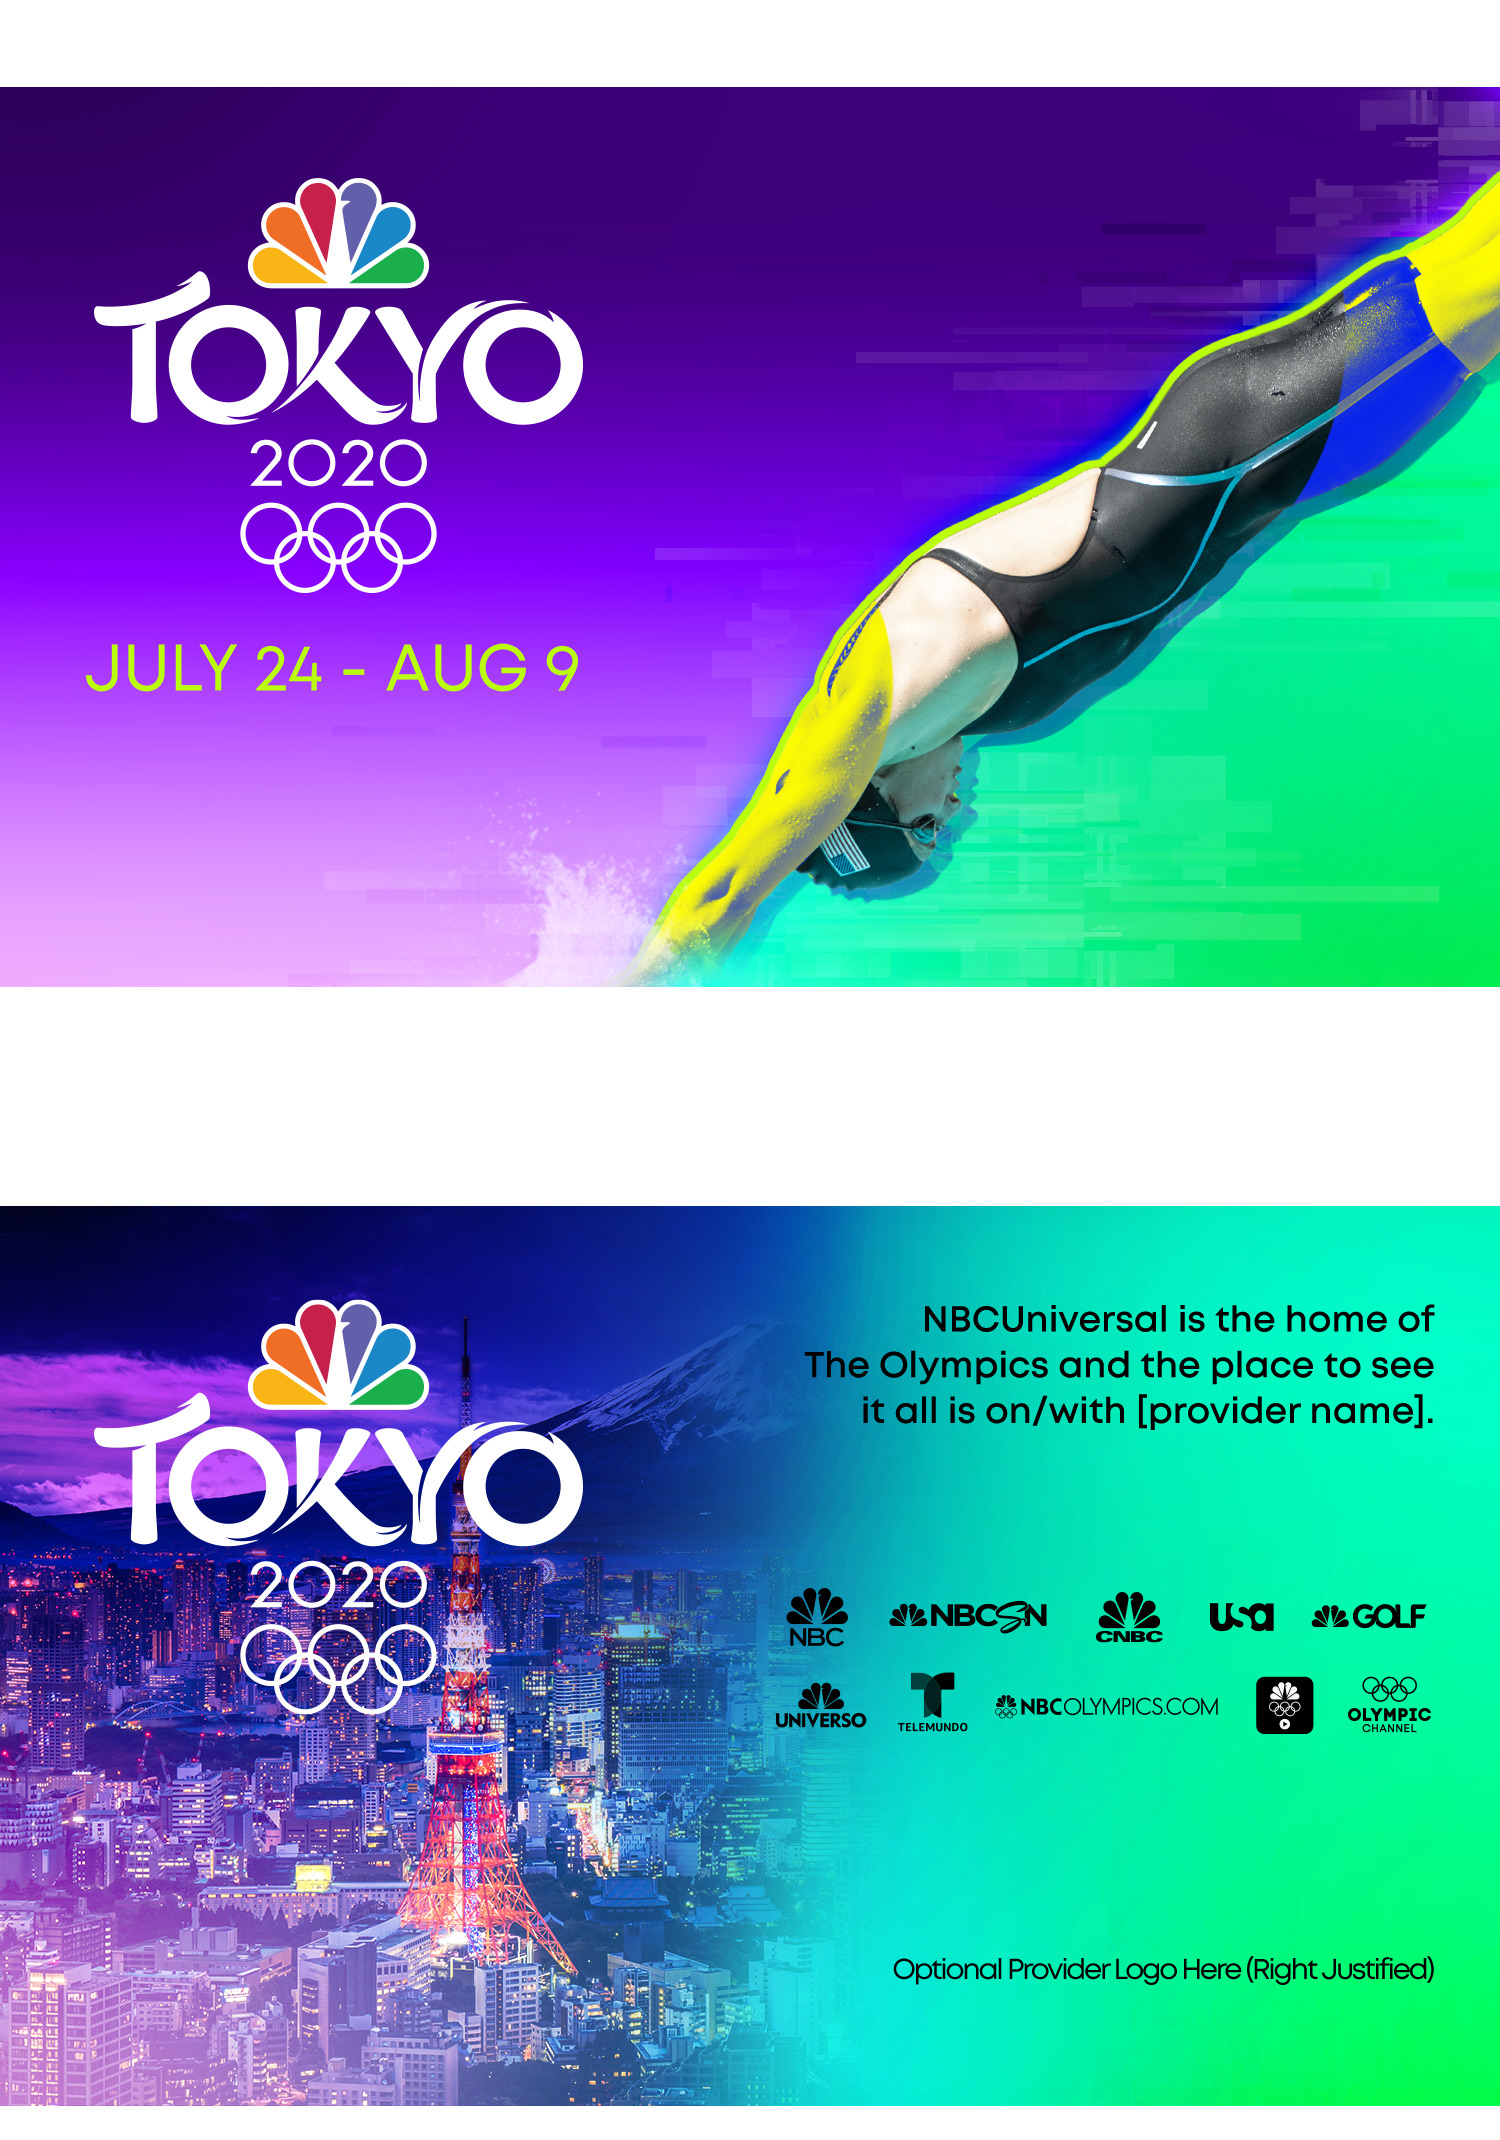 TOKYO
2020
JULY 24 - AUG 9
TOKYO
2020
NBCUniversal is the home of
The Olympics and the place to see
it all is on/with [provider name].
NBC NBCSN CNBC usa GOLF
UNIVERSO TELEMUNDO NBCOLYMPICS.COM OLYMPIC CHANNEL
Optional Provider Logo Here (Right Justified)